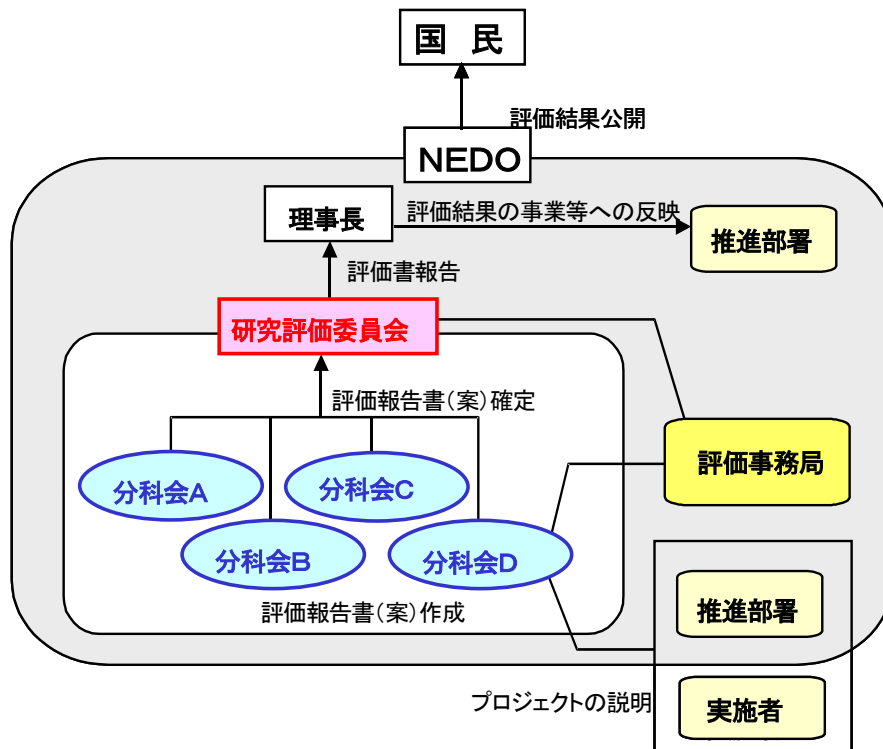 国 民
評価結果公開
NEDO
理事長
評価結果の事業等への反映
推進部署
評価書報告
研究評価委員会
評価報告書（案）確定
評価事務局
分科会A
分科会C
分科会B
分科会D
推進部署
評価報告書（案）作成
プロジェクトの説明
実施者